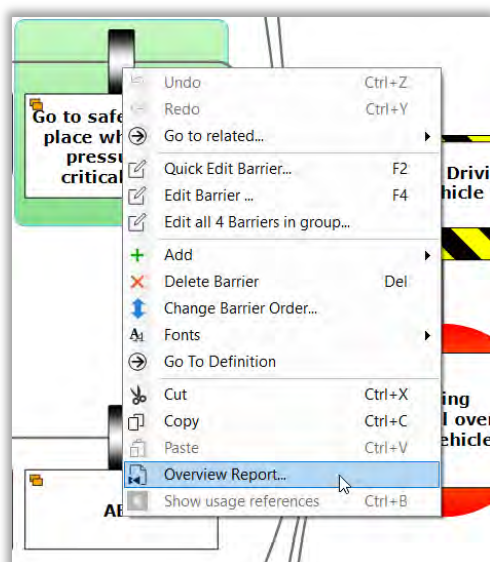 Undo Ctrl+Z
Go to safe
Redo Ctrl+Y
place wh
Go to related...
pressu
critical
Quick Edit Barrier... F2
Drivi
Edit Barrier ... F4
hicle
Edit all 4 Barriers in group...
Add
Delete Barrier Del
Change Barrier Order...
Fonts
Go To Definition
Cut Ctrl+X
ing
Copy Ctrl+C
l over
Paste Ctrl+V
ehicle
Overview Report...
Show usage references Ctrl+B